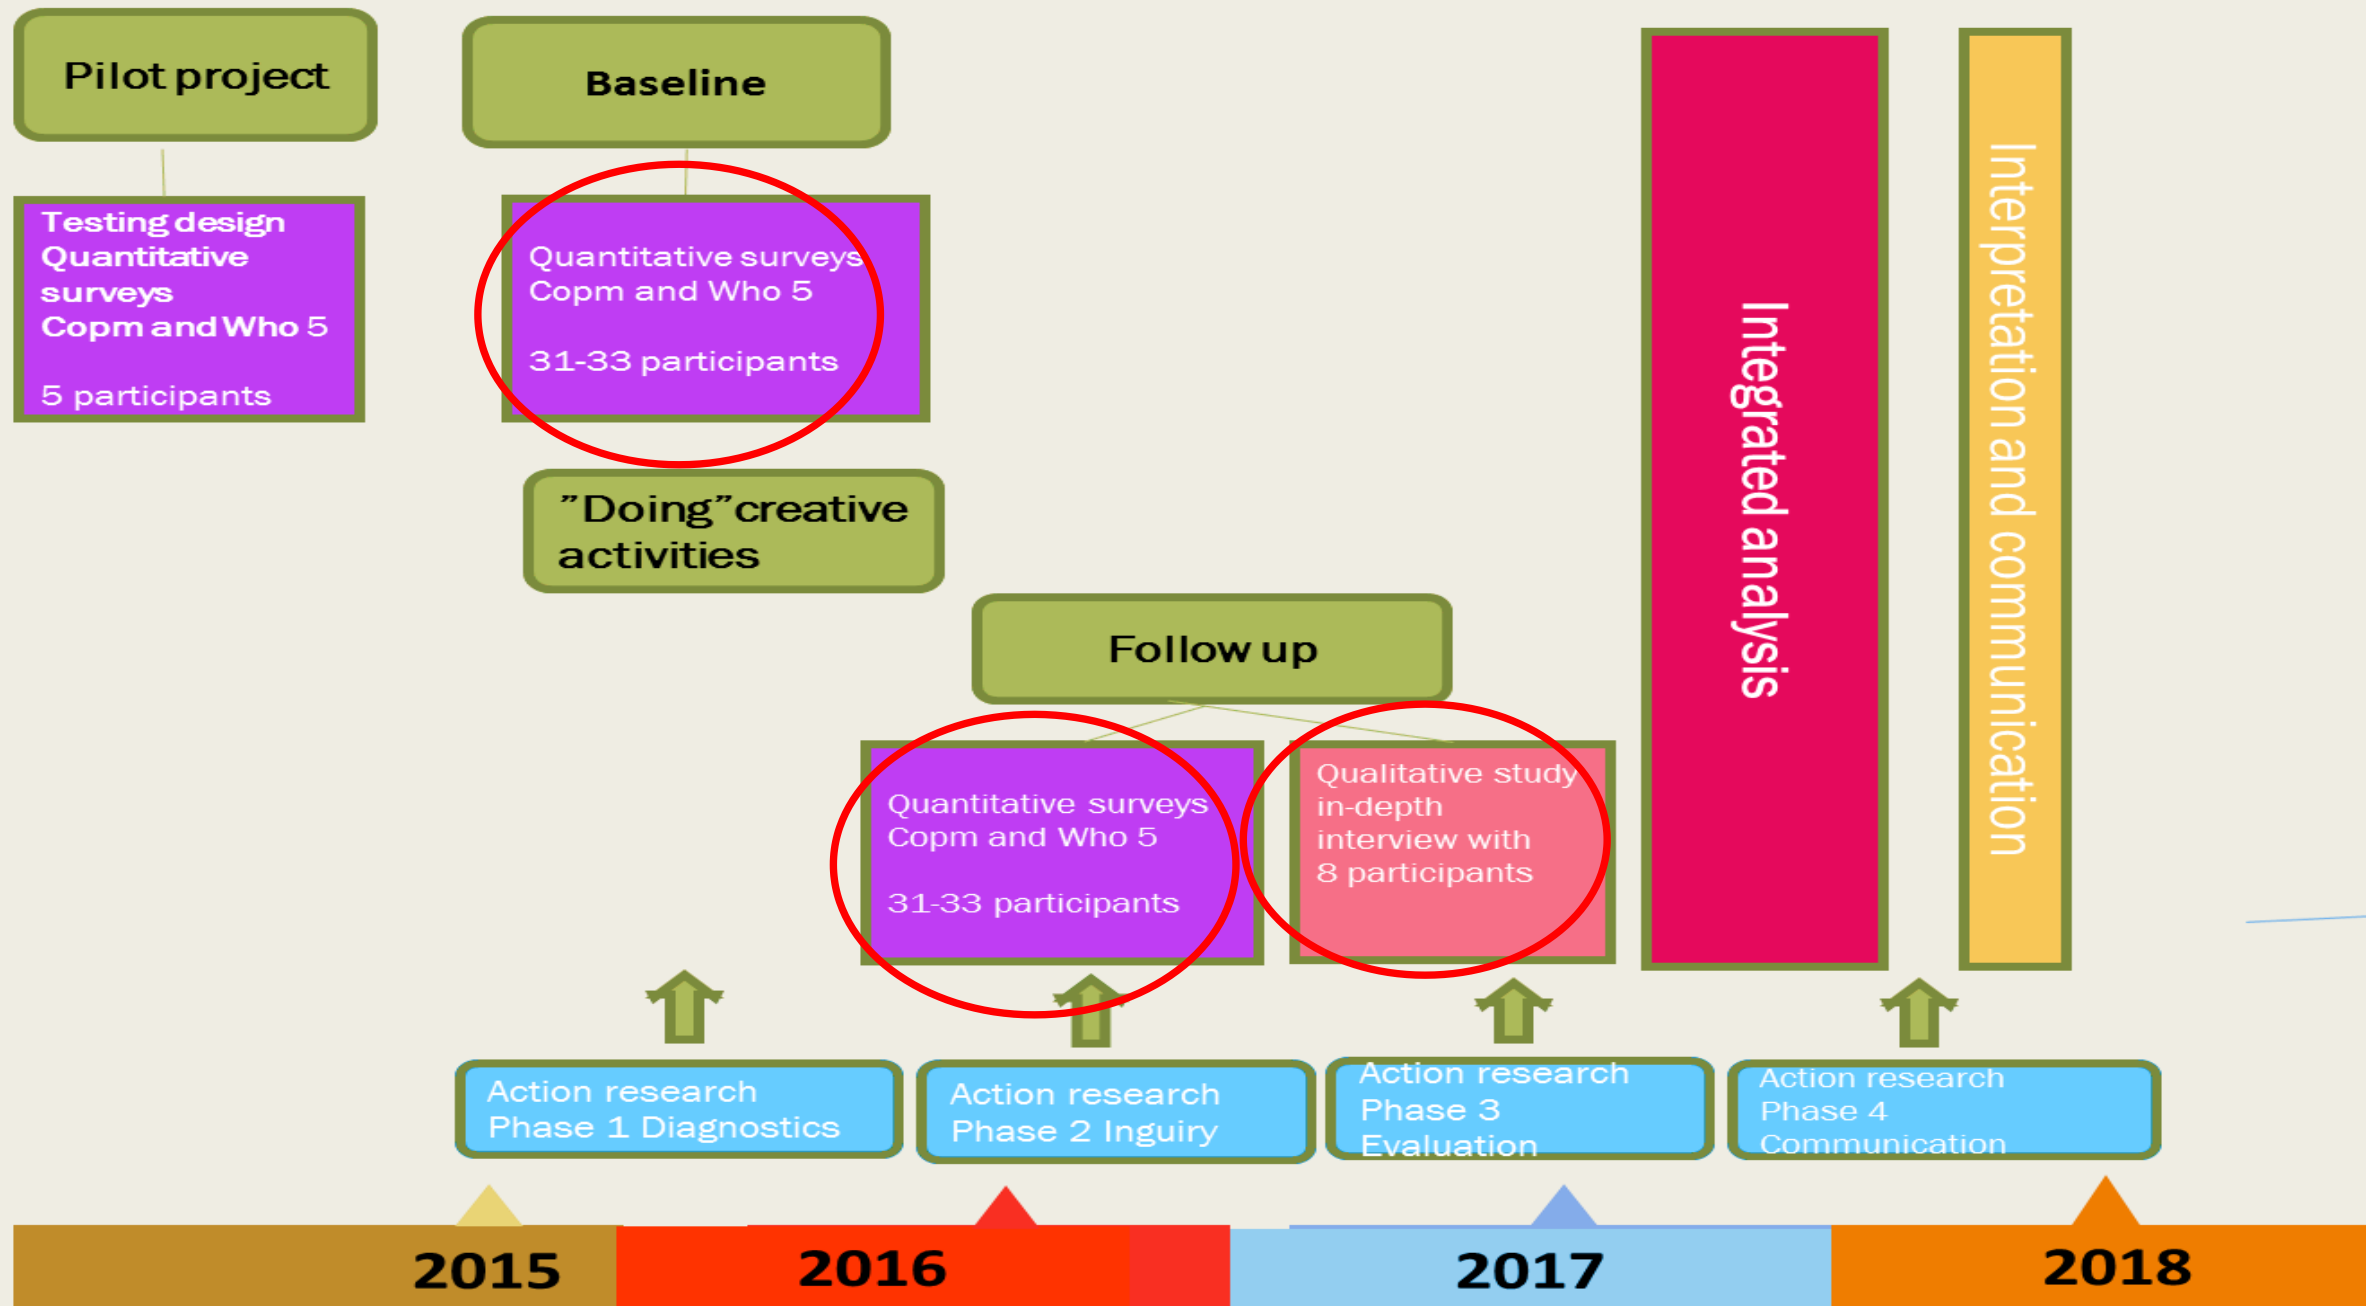 Pilot project
Testing design
Quantitative
surveys
Copm and Who 5
5 participants
Baseline
Quantitative surveys
Copm and Who 5
31-33 participants
”Doing”creative
activities
Follow up
Quantitative surveys
Copm and Who 5
31-33 participants
Qualitative study
in-depth
interview with
8 participants
Integrated analysis
Interpretation and communication
Action research
Phase 1 Diagnostics
Action research
Phase 2 Inguiry
Action research
Phase 3
Evaluation
Action research
Phase 4
Communication
2015
2016
2017
2018